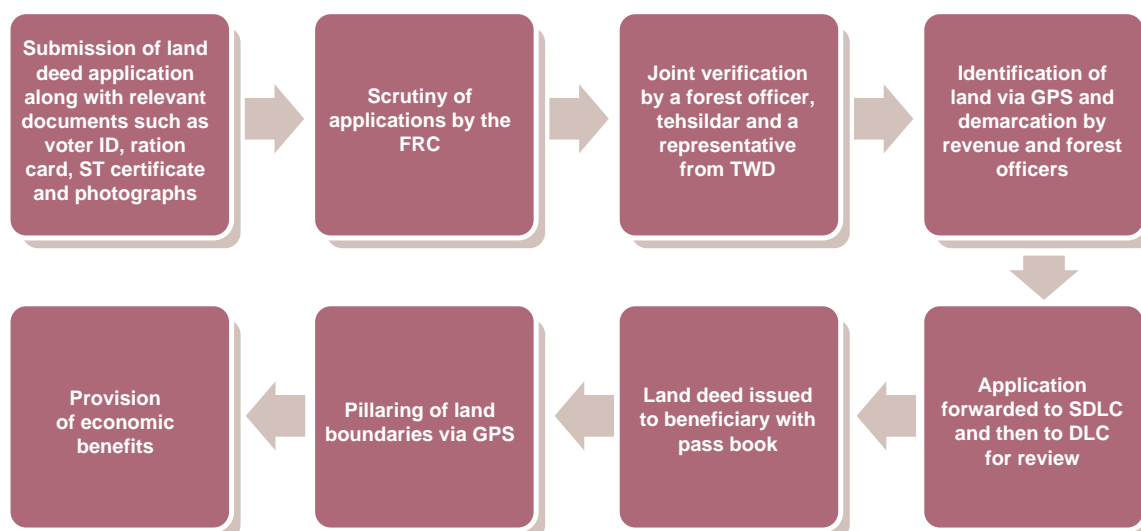 Submission of land
deed application
along with relevant
documents such as
voter ID, ration
card, ST certificate
and photographs
Scrutiny of
applications by the
FRC
Joint verification
by a forest officer,
tehsildar and a
representative
from TWD
Identification of
land via GPS and
demarcation by
revenue and forest
officers
Application
forwarded to SDLC
and then to DLC
for review
Land deed issued
to beneficiary with
pass book
Pillaring of land
boundaries via GPS
Provision
of economic
benefits